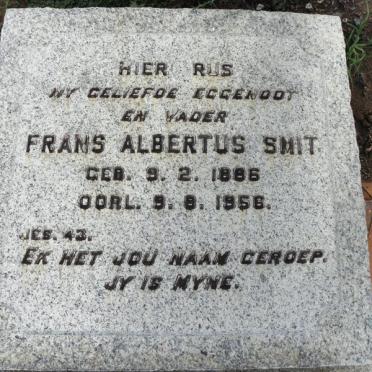 HIER RUS
MY GELIEFDE EGGENOOT
EN VADER
FRANS ALBERTUS SMIT
GEB. 9. 2. 1886
OORL. 9. 8. 1956.
JES. 43.
EK HET JOU NAAM GEROEP.
JY IS MYNE.